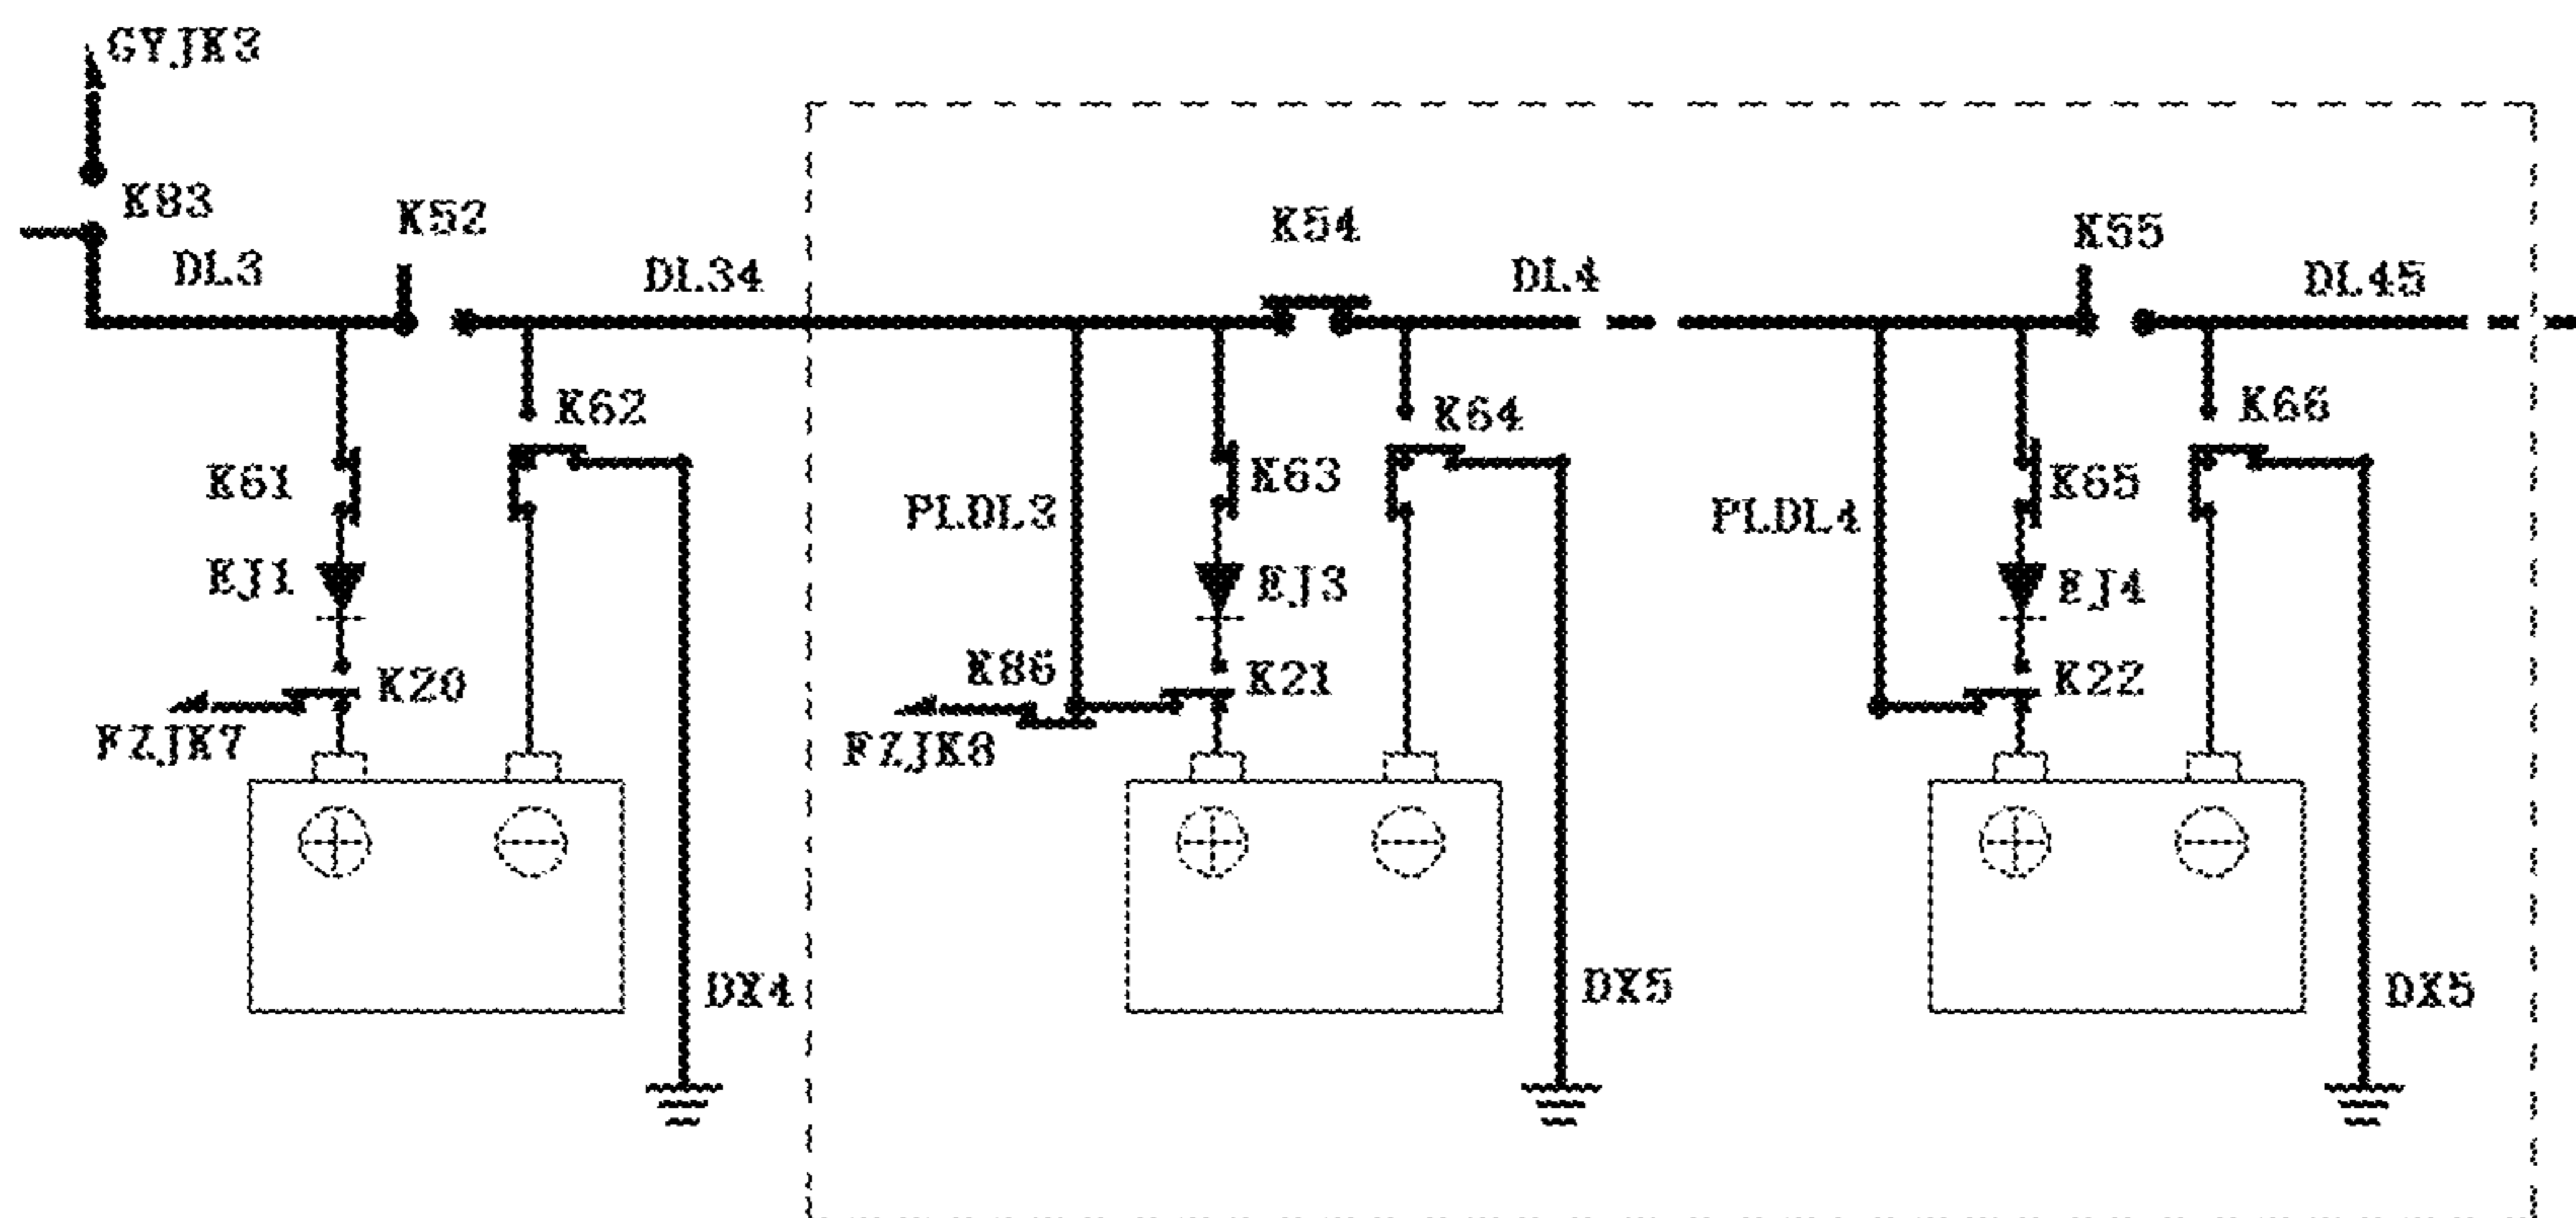 GYJK3
K83
K52
K54
K55
DL3
DL34
DL4
DL45
K62
K64
K66
K61
K63
K65
PLDL3
PLDL4
EJ1
EJ3
EJ4
K86
K20
K21
K22
FZJK7
FZJK8
DX4
DX5
DX5